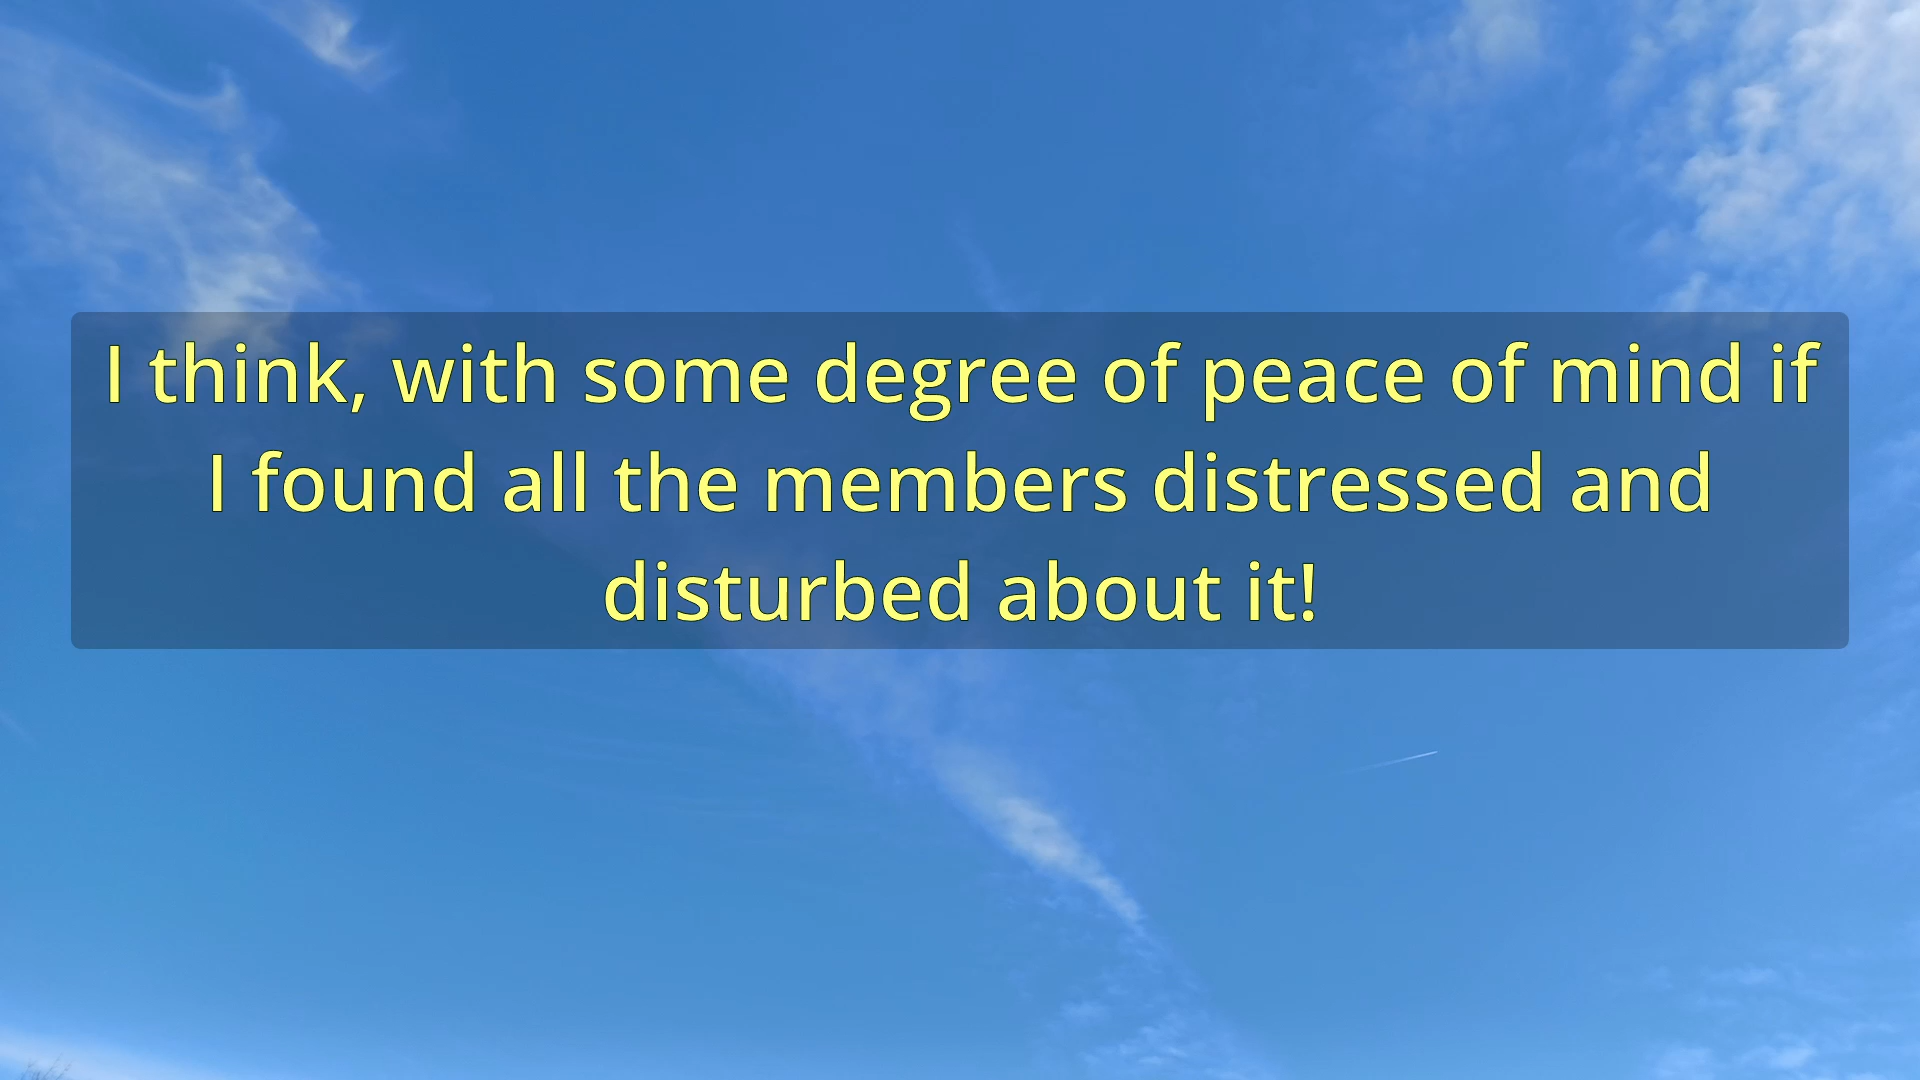 I think, with some degree of peace of mind if
I found all the members distressed and
disturbed about it!